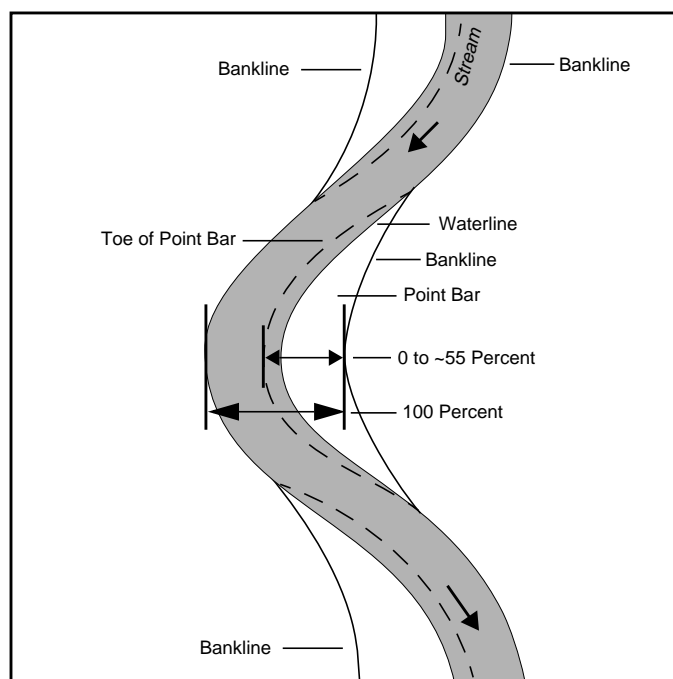 Bankline
Stream
Bankline
Waterline
Toe of Point Bar
Bankline
Point Bar
0 to ~55 Percent
100 Percent
Bankline